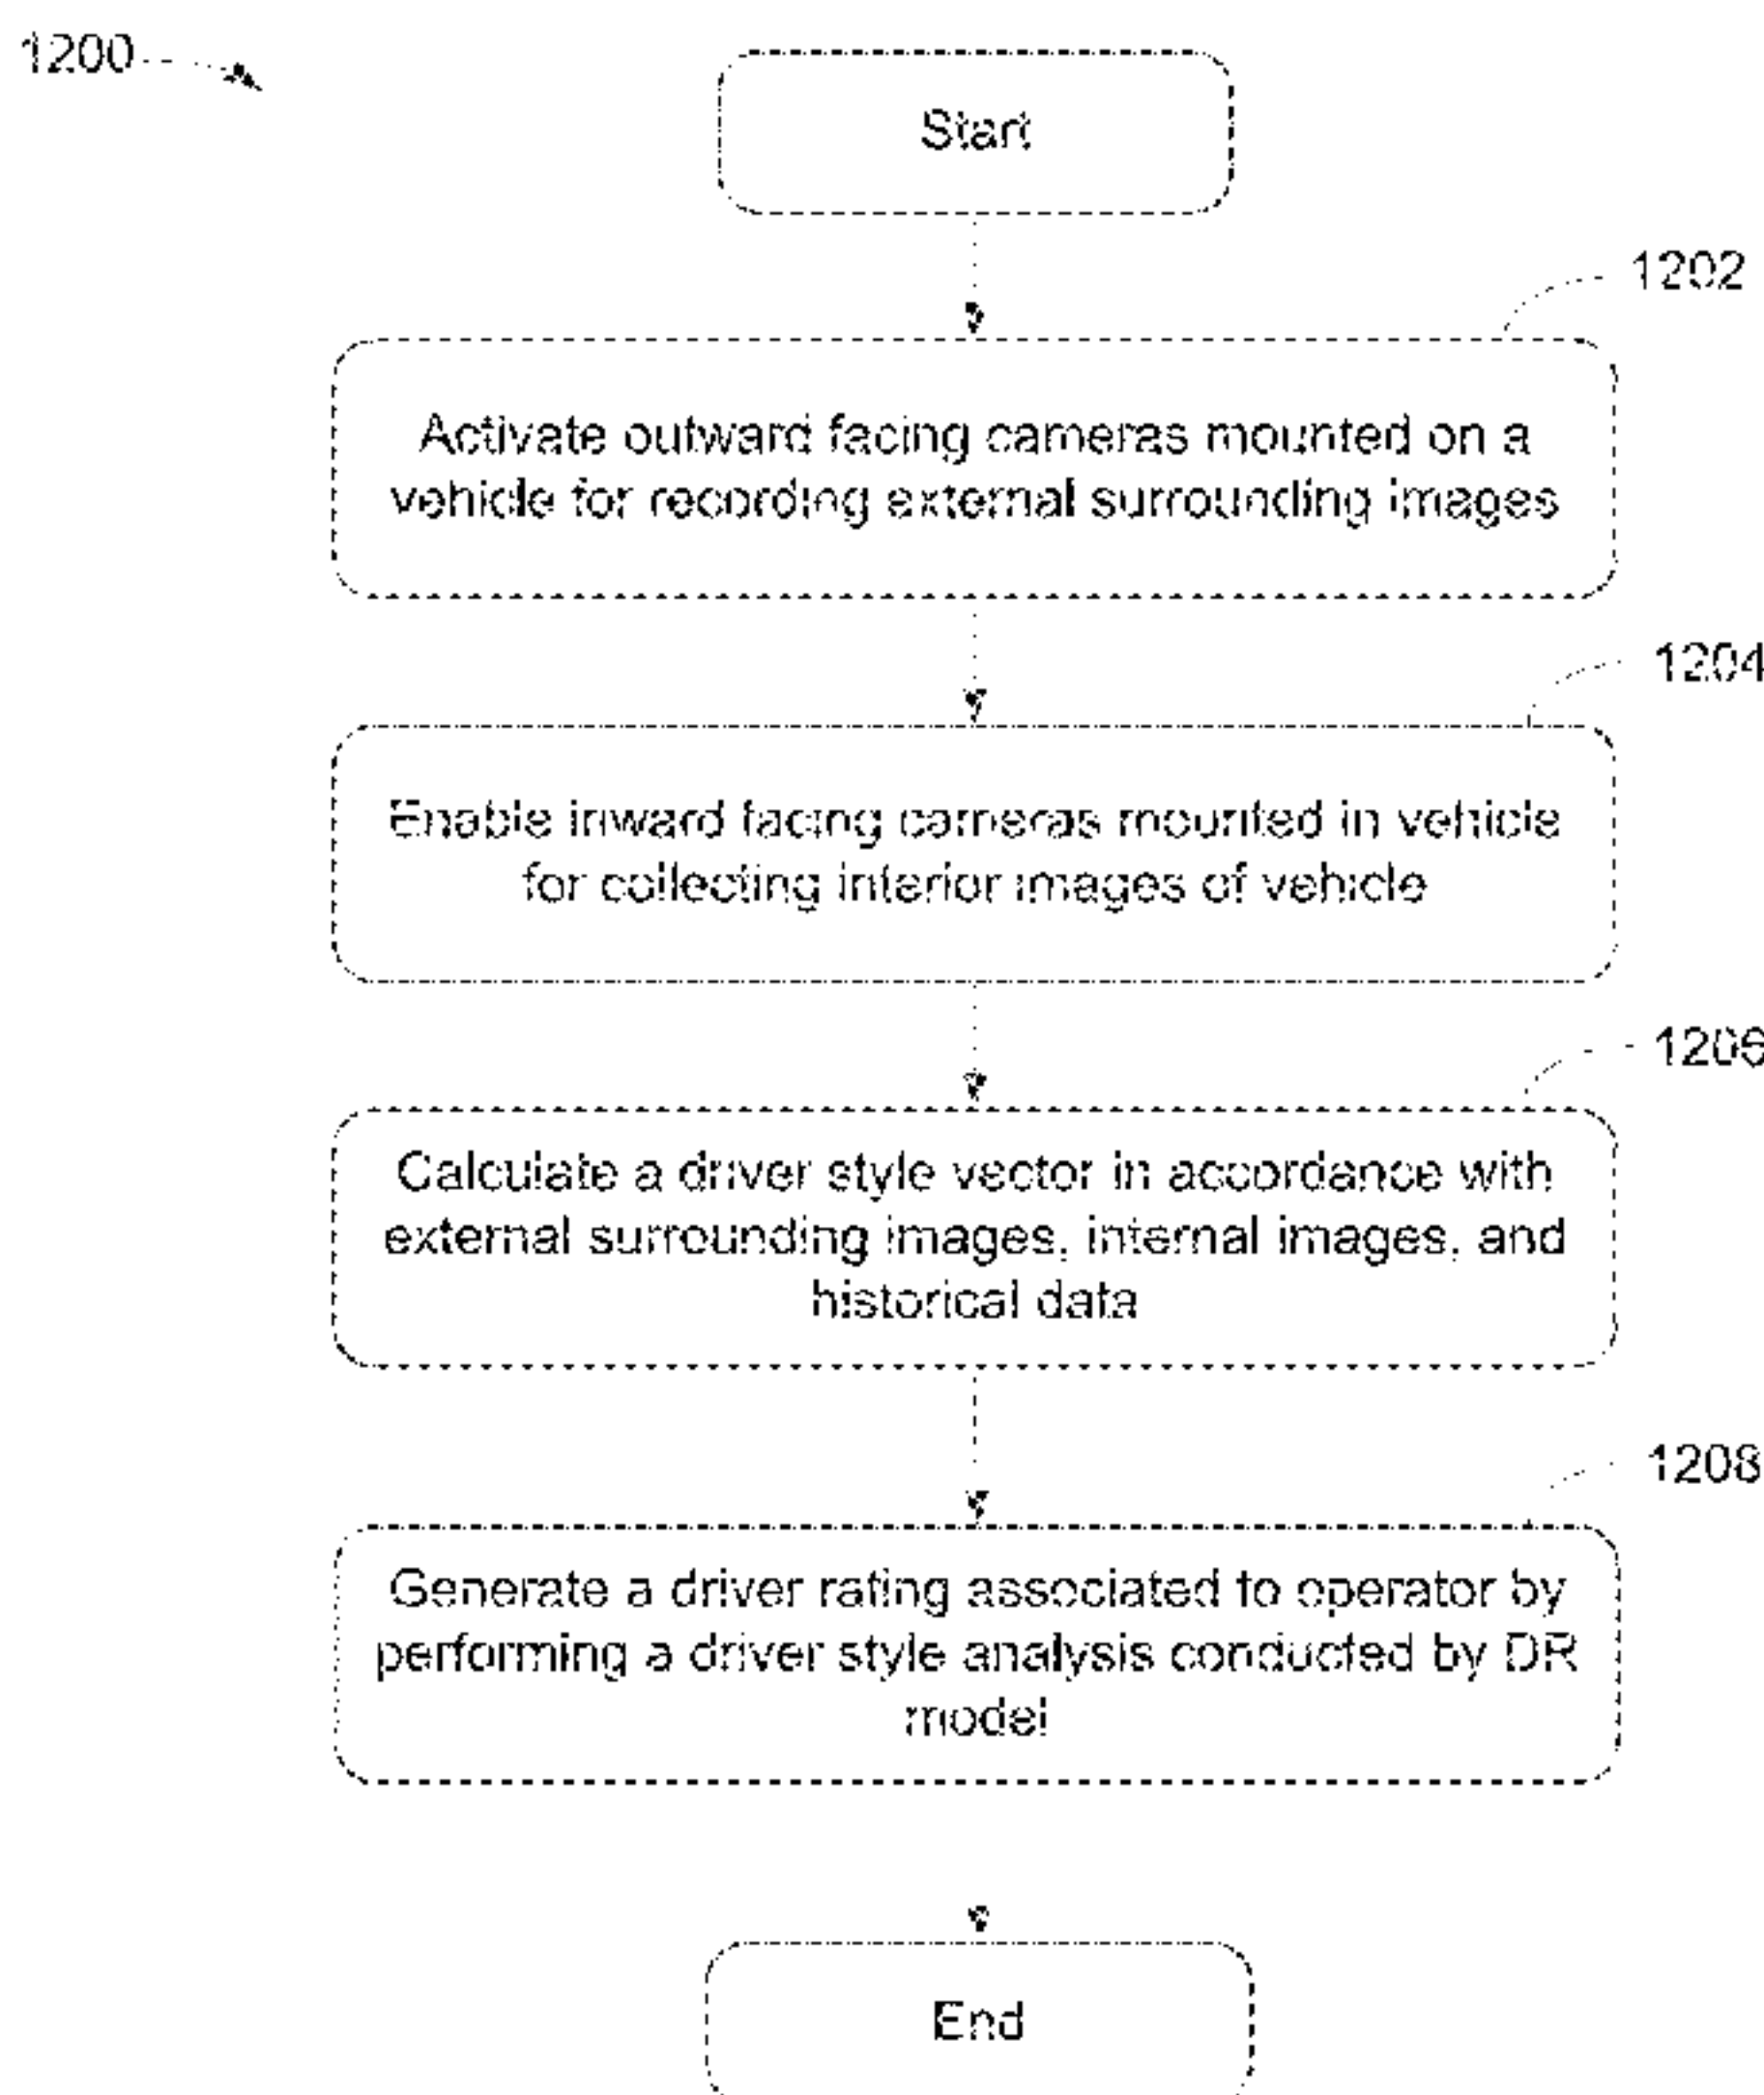 1200
Start
1202
Activate outward facing cameras mounted on a
vehicle for recording external surrounding images
1204
Enable inward facing cameras mounted in vehicle
for collecting interior images of vehicle
1206
Calculate a driver style vector in accordance with
external surrounding images, internal images, and
historical data
1208
Generate a driver rating associated to operator by
performing a driver style analysis conducted by DR
model
End